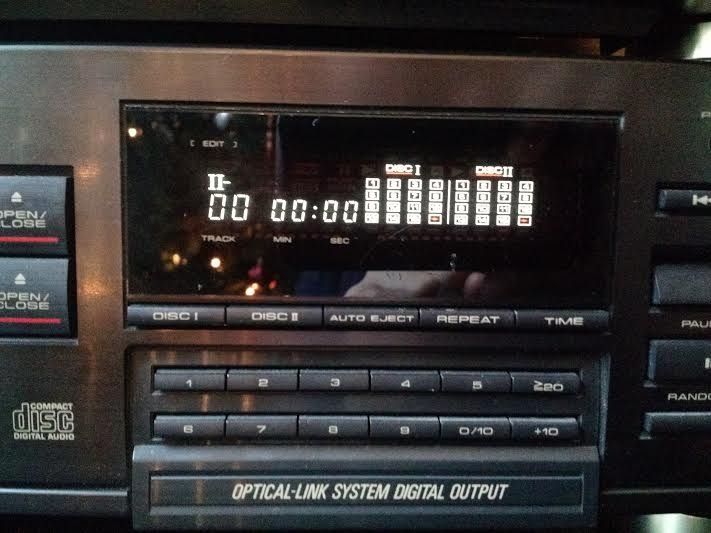 [ EDIT ]
DISC I DISC II
II-
00 00:00
TRACK MIN SEC
OPEN/
CLOSE
OPEN/
CLOSE
DISC I DISC II AUTO EJECT REPEAT TIME
PAU
1 2 3 4 5 ≧20
RANDO
6 7 8 9 0/10 +10
COMPACT
disc
DIGITAL AUDIO
OPTICAL-LINK SYSTEM DIGITAL OUTPUT